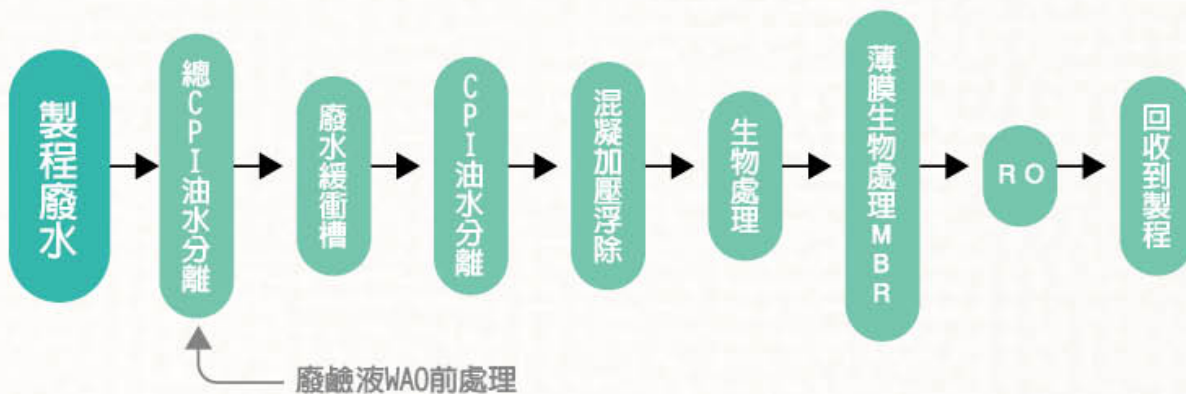 製程廢水
總CPI油水分離
廢水緩衝槽
CPI油水分離
混凝加壓浮除
生物處理
薄膜生物處理MBR
RO
回收到製程
廢鹼液WAO前處理